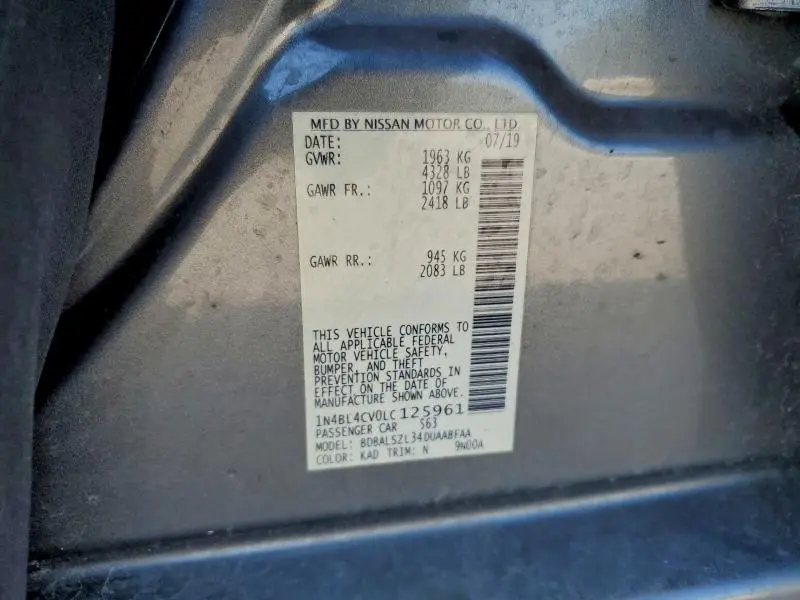 MFD BY NISSAN MOTOR CO., LTD.
DATE: 07/19
GVWR: 1963 KG
4328 LB
GAWR FR.: 1097 KG
2418 LB
GAWR RR.: 945 KG
2083 LB
THIS VEHICLE CONFORMS TO
ALL APPLICABLE FEDERAL
MOTOR VEHICLE SAFETY,
BUMPER, AND THEFT
PREVENTION STANDARDS IN
EFFECT ON THE DATE OF
MANUFACTURE SHOWN ABOVE.
1N4BL4CV0LC125961
PASSENGER CAR S63
MODEL: BDBALSZL34DUAABFAA
COLOR: KAD TRIM: N 9N00A